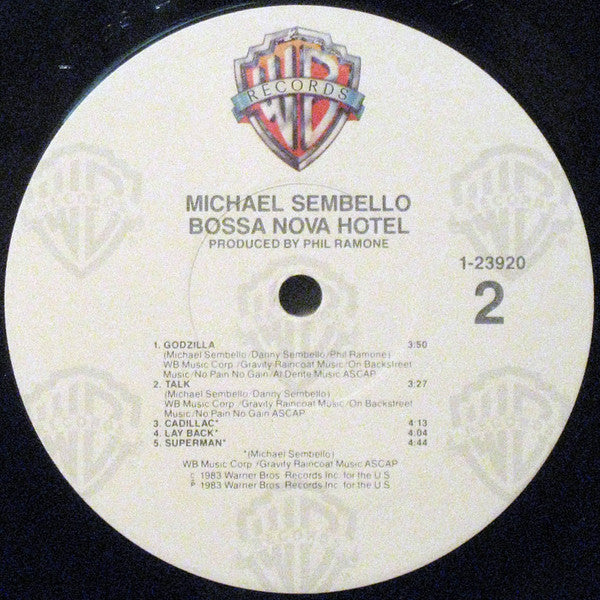 WB
RECORDS
MICHAEL SEMBELLO
BOSSA NOVA HOTEL
PRODUCED BY PHIL RAMONE
1-23920
2
1. GODZILLA 3:50
(Michael Sembello/Danny Sembello/Phil Ramone)
WB Music Corp./Gravity Raincoat Music/On Backstreet
Music/No Pain No Gain/Al Dente Music ASCAP
2. TALK 3:27
(Michael Sembello/Danny Sembello)
WB Music Corp./Gravity Raincoat Music/On Backstreet
Music/No Pain No Gain ASCAP
3. CADILLAC* 4:13
4. LAY BACK* 4:04
5. SUPERMAN* 4:44
*(Michael Sembello)
WB Music Corp./Gravity Raincoat Music ASCAP
© 1983 Warner Bros. Records Inc. for the U.S.
℗ 1983 Warner Bros. Records Inc. for the U.S.